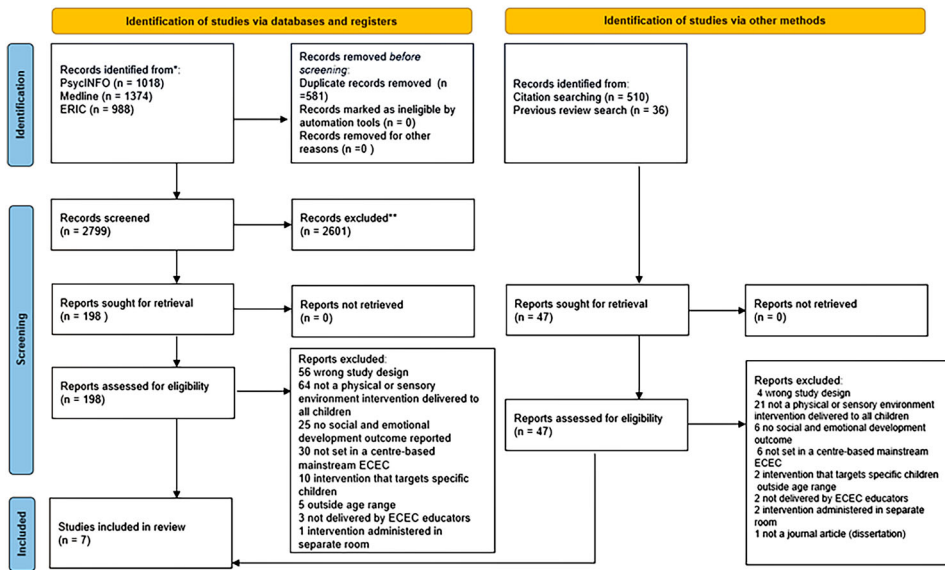 Identification of studies via databases and registers
Identification of studies via other methods
Identification
Records identified from*:
PsycINFO (n = 1018)
Medline (n = 1374)
ERIC (n = 988)
Records removed before
screening:
Duplicate records removed (n
=581)
Records marked as ineligible by
automation tools (n = 0)
Records removed for other
reasons (n =0 )
Records identified from:
Citation searching (n = 510)
Previous review search (n = 36)
Screening
Records screened
(n = 2799)
Records excluded**
(n = 2601)
Reports sought for retrieval
(n = 198 )
Reports not retrieved
(n = 0)
Reports sought for retrieval
(n = 47)
Reports not retrieved
(n = 0)
Reports assessed for eligibility
(n = 198)
Reports excluded:
56 wrong study design
64 not a physical or sensory
environment intervention delivered to
all children
25 no social and emotional
development outcome reported
30 not set in a centre-based
mainstream ECEC
10 intervention that targets specific
children
5 outside age range
3 not delivered by ECEC educators
1 intervention administered in
separate room
Reports assessed for eligibility
(n = 47)
Reports excluded:
4 wrong study design
21 not a physical or sensory environment
intervention delivered to all children
6 no social and emotional development
outcome
6 not set in a centre-based mainstream
ECEC
2 intervention that targets specific children
outside age range
2 not delivered by ECEC educators
2 intervention administered in separate
room
1 not a journal article (dissertation)
Included
Studies included in review
(n = 7)